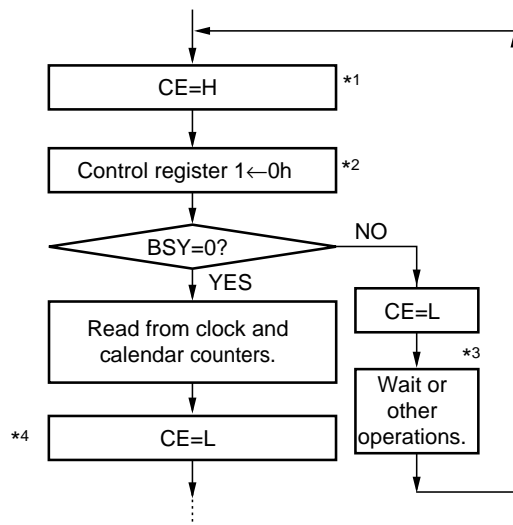 CE=H
*1
Control register 1←0h
*2
BSY=0?
NO
YES
Read from clock and
calendar counters.
CE=L
*3
Wait or
other
operations.
*4
CE=L